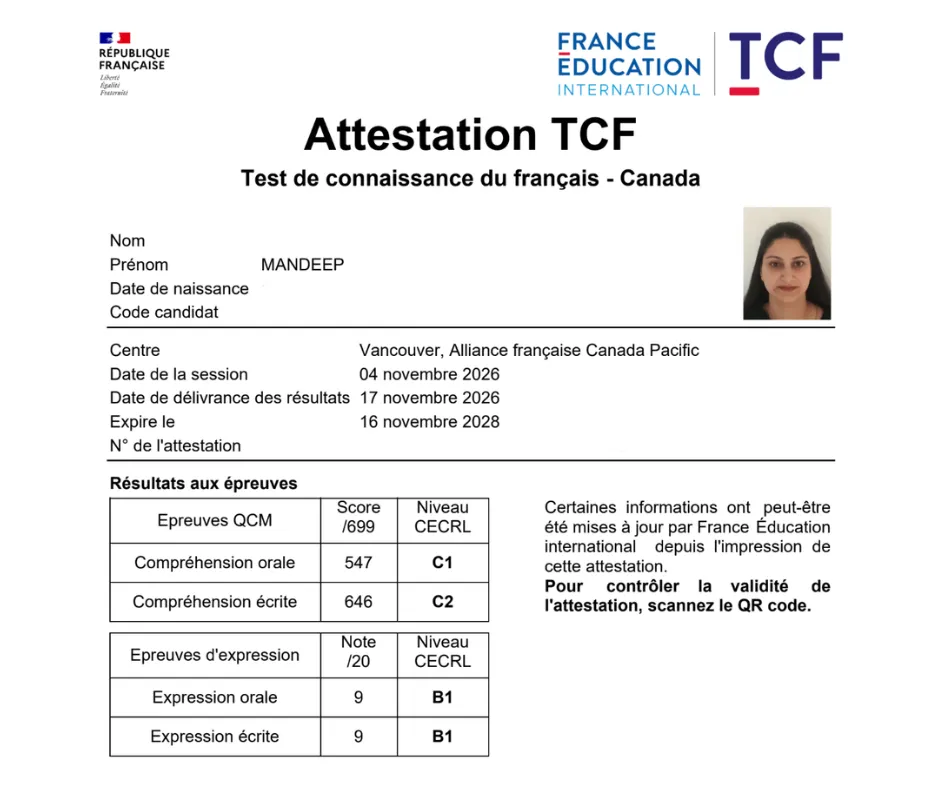 RÉPUBLIQUE
FRANÇAISE
Liberté
Égalité
Fraternité
FRANCE
ÉDUCATION
INTERNATIONAL
TCF
Attestation TCF
Test de connaissance du français - Canada
Nom
Prénom MANDEEP
Date de naissance
Code candidat
Centre Vancouver, Alliance française Canada Pacific
Date de la session 04 novembre 2026
Date de délivrance des résultats 17 novembre 2026
Expire le 16 novembre 2028
N° de l'attestation
Résultats aux épreuves
Epreuves QCM Score /699 Niveau CECRL
Compréhension orale 547 C1
Compréhension écrite 646 C2
Epreuves d'expression Note /20 Niveau CECRL
Expression orale 9 B1
Expression écrite 9 B1
Certaines informations ont peut-être
été mises à jour par France Éducation
international depuis l'impression de
cette attestation.
Pour contrôler la validité de
l'attestation, scannez le QR code.